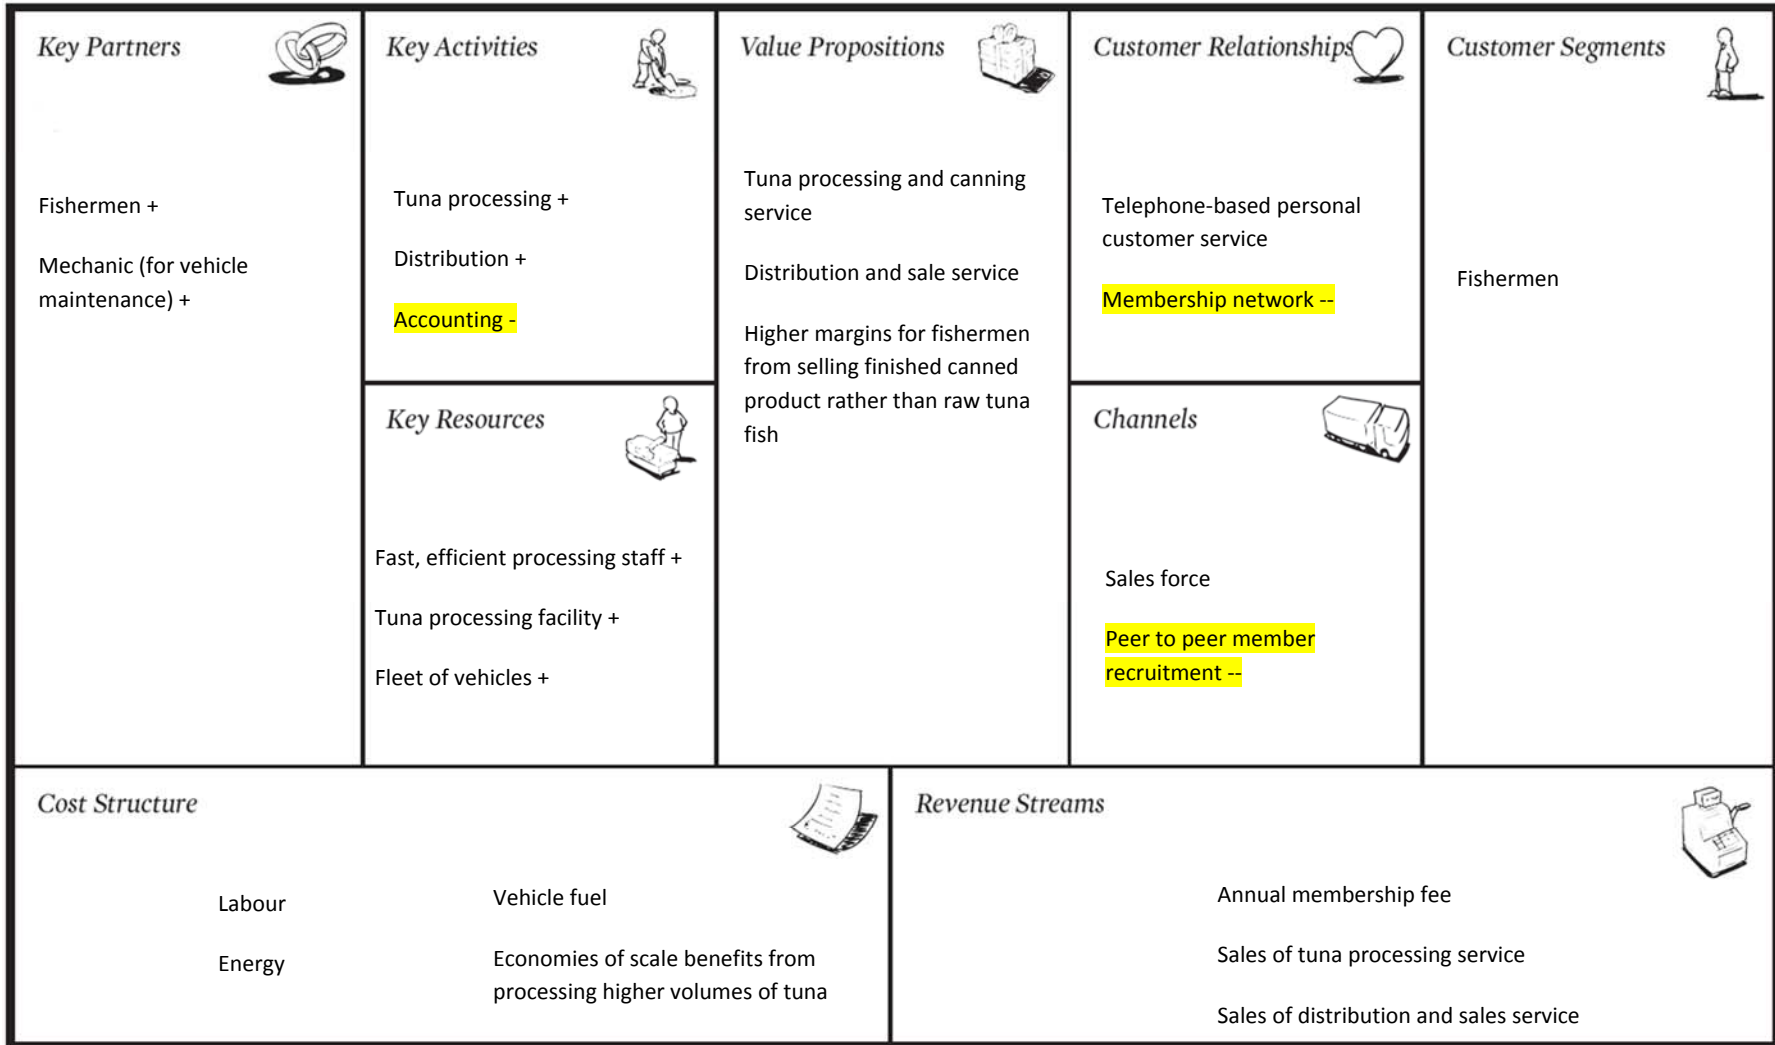 Key Partners
Fishermen +
Mechanic (for vehicle
maintenance) +
Key Activities
Tuna processing +
Distribution +
Accounting -
Key Resources
Fast, efficient processing staff +
Tuna processing facility +
Fleet of vehicles +
Value Propositions
Tuna processing and canning
service
Distribution and sale service
Higher margins for fishermen
from selling finished canned
product rather than raw tuna
fish
Customer Relationships
Telephone-based personal
customer service
Membership network --
Channels
Sales force
Peer to peer member
recruitment --
Customer Segments
Fishermen
Cost Structure
Labour
Energy
Vehicle fuel
Economies of scale benefits from
processing higher volumes of tuna
Revenue Streams
Annual membership fee
Sales of tuna processing service
Sales of distribution and sales service